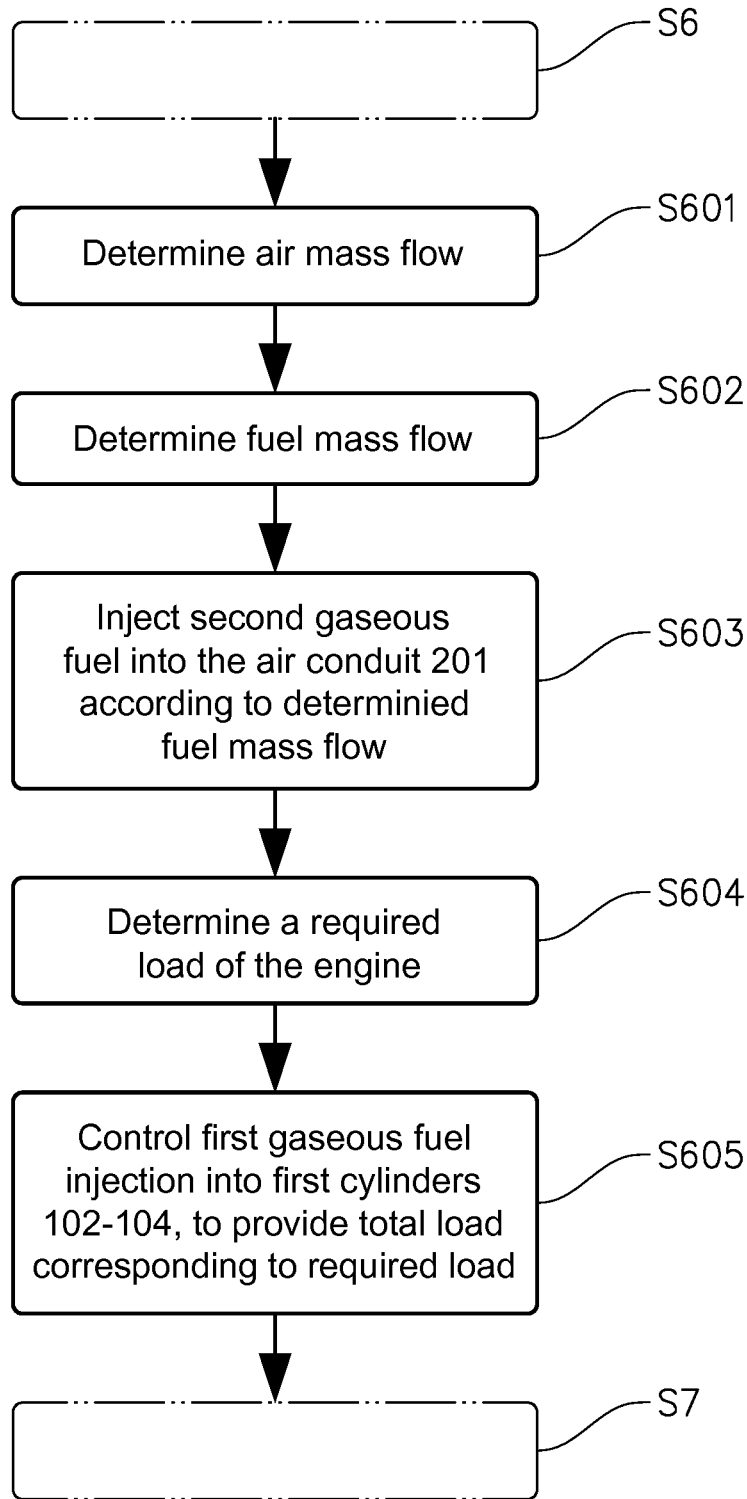 S6
S601
Determine air mass flow
S602
Determine fuel mass flow
S603
Inject second gaseous
fuel into the air conduit 201
according to determinied
fuel mass flow
S604
Determine a required
load of the engine
S605
Control first gaseous fuel
injection into first cylinders
102-104, to provide total load
corresponding to required load
S7